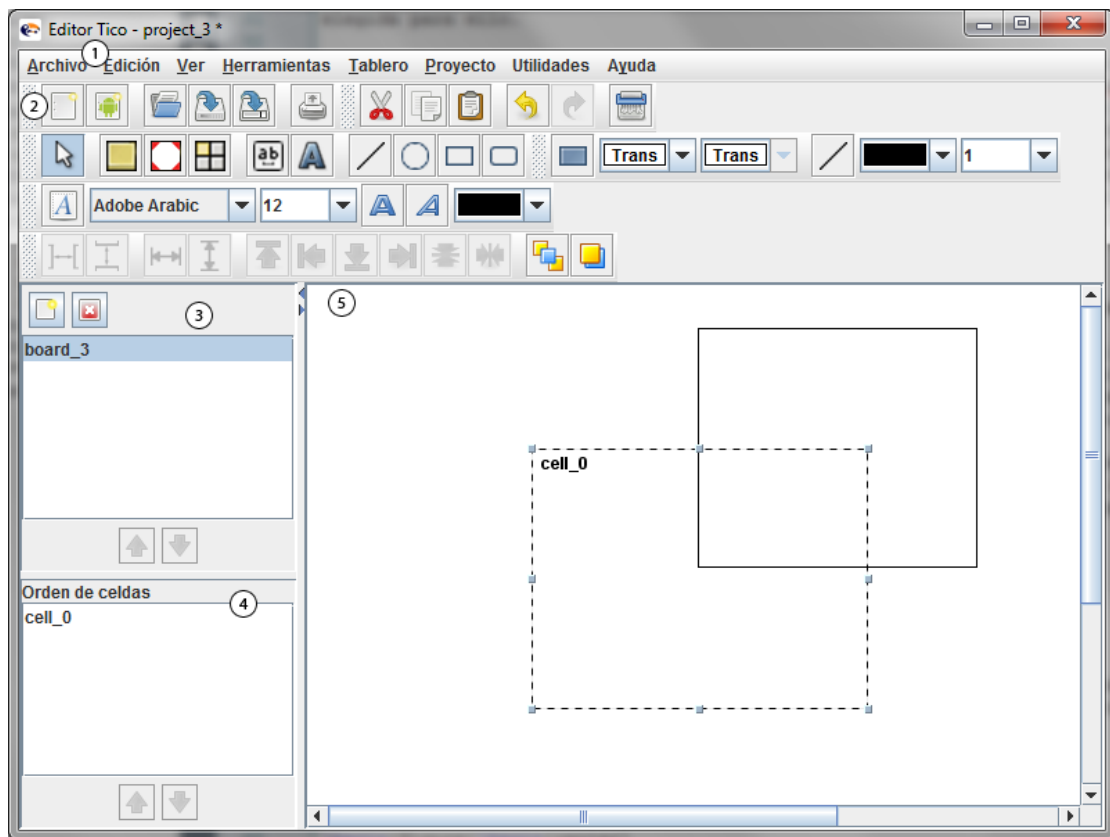 Editor Tico - project_3 *
1
Archivo Edición Ver Herramientas Tablero Proyecto Utilidades Ayuda
2
Trans Trans 1
Adobe Arabic 12
3
5
board_3
cell_0
Orden de celdas
4
cell_0